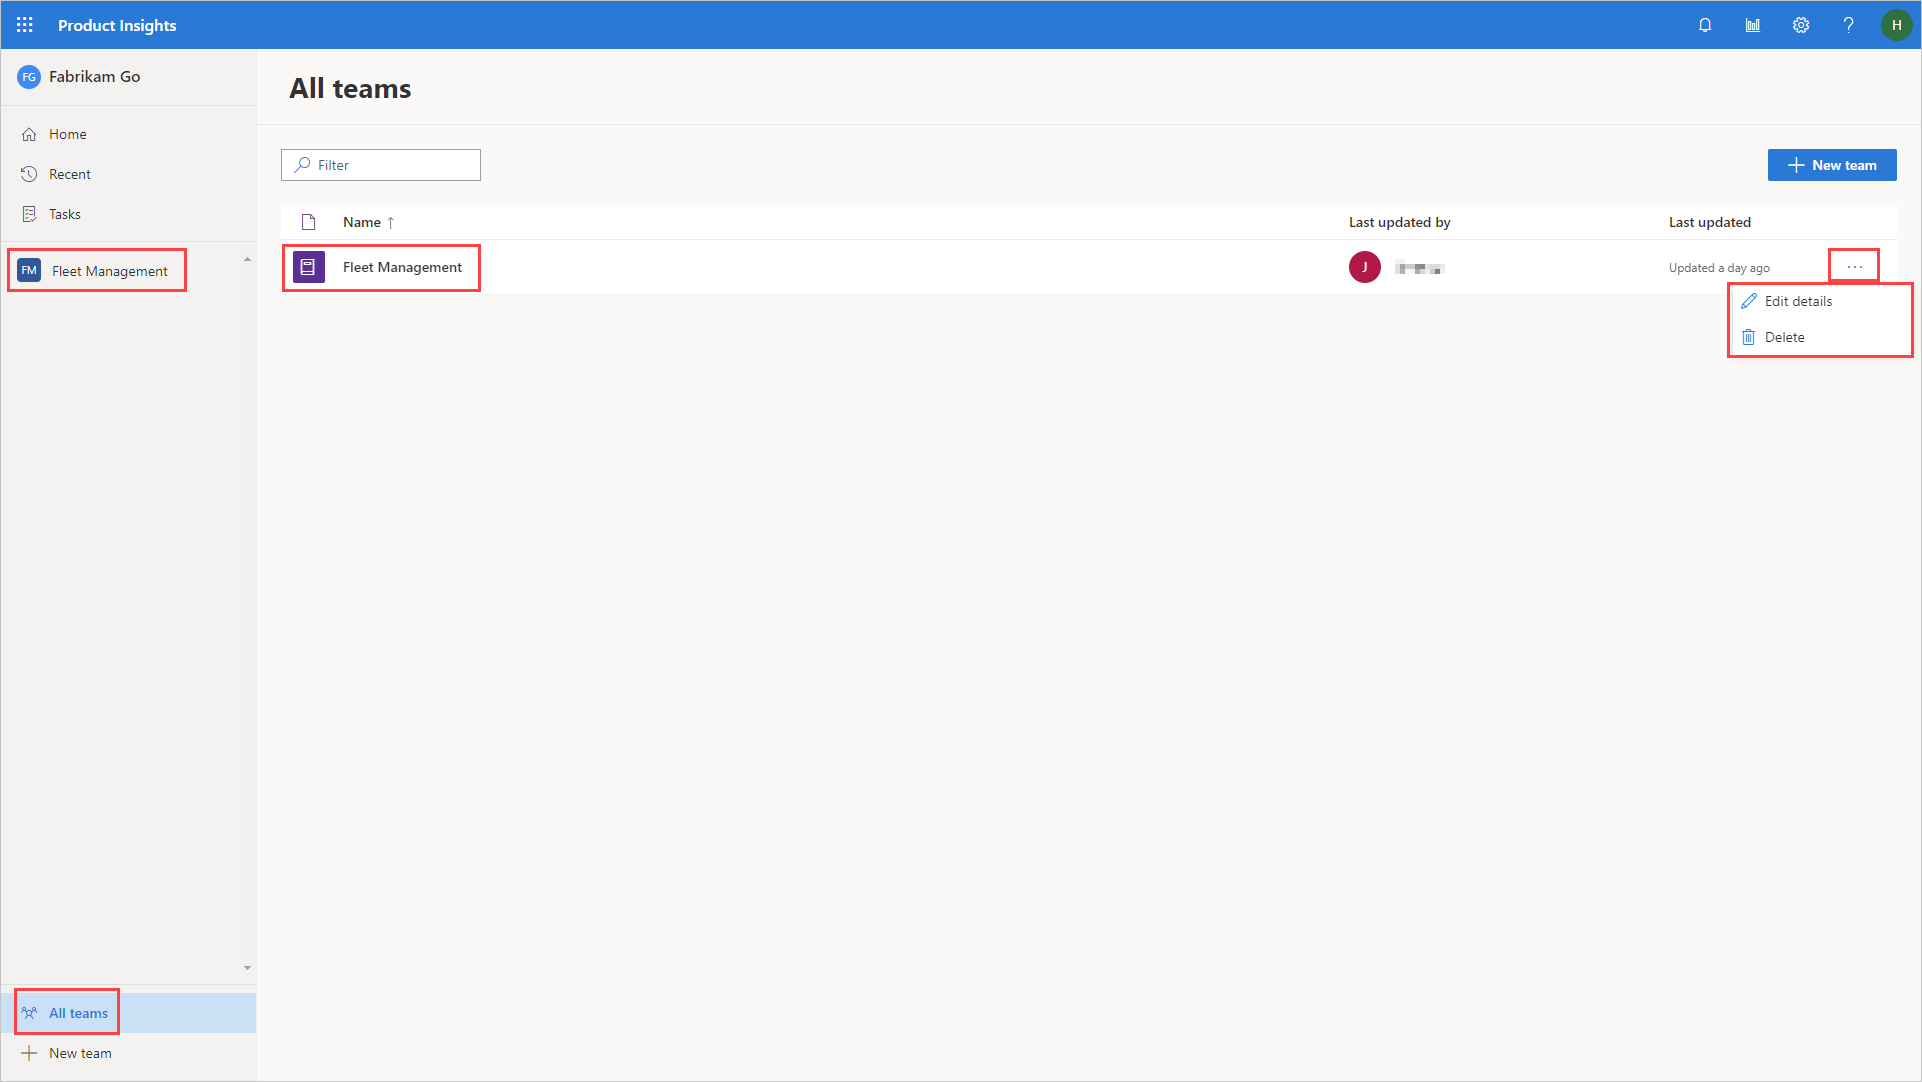 Product Insights
? H
FG Fabrikam Go
Home
Recent
Tasks
FM Fleet Management
All teams
New team
All teams
Filter
New team
Name ↑ Last updated by Last updated
Fleet Management J Updated a day ago ...
Edit details
Delete